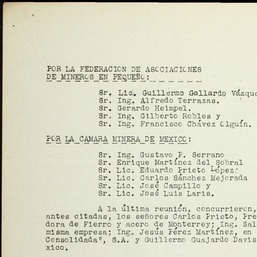 POR LA FEDERACION DE ASOCIACIONES
DE MINEROS EN PEQUEÑO:
Sr. Lic. Guillermo Gallardo Vázque
Sr. Ing. Alfredo Terrazas.
Sr. Gerardo Heimpel.
Sr. Ing. Gilberto Robles y
Sr. Ing. Francisco Chávez Olguín.
POR LA CAMARA MINERA DE MEXICO:
Sr. Ing. Gustavo P. Serrano
Sr. Enrique Martínez del Sobral
Sr. Lic. Eduardo Prieto López
Sr. Lic. Carlos Sánchez Mejorada
Sr. Lic. José Campillo y
Sr. Lic. José Luis Laris.
A la última reunión, concurrieron,
antes citadas, los señores Carlos Prieto, Pre
dora de Fierro y acero de Monterrey; Ing. Sal
misma empresa; Ing. Jesús Pérez Martínez, en
Consolidada", S.A. y Guillermo Guajardo Davis
xico.